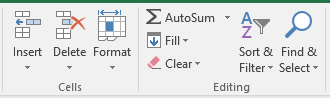 Insert Delete Format
Cells
AutoSum
Fill
Clear
Sort &
Filter
Find &
Select
Editing